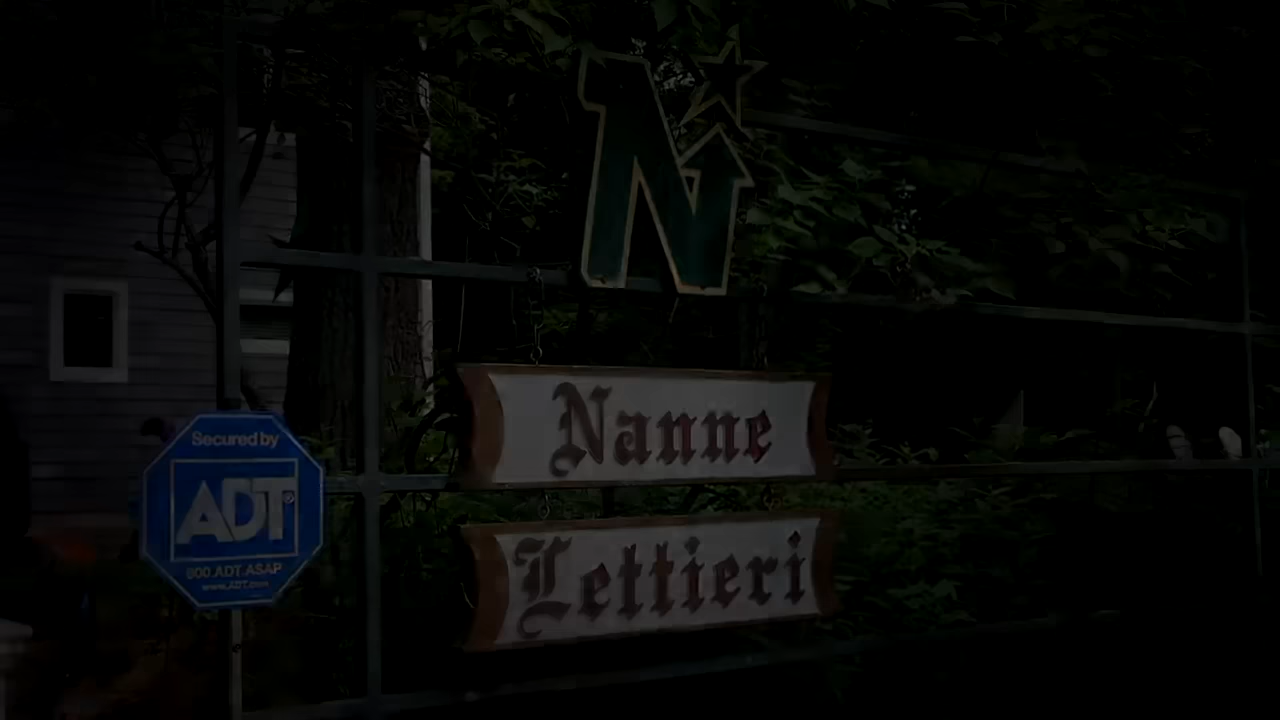 N
Nanne
Lettieri
Secured by
ADT
800.ADT.ASAP
www.ADT.com